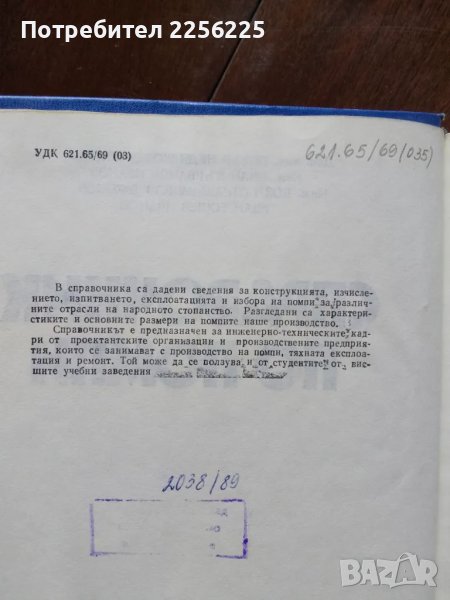 Потребител 2256225
УДК 621.65/69 (03)
621.65/69(035)
В справочника са дадени сведения за конструкцията, изчисле-
нието, изпитването, експлоатацията и избора на помпи за различ-
ните отрасли на народното стопанство. Разгледани са характери-
стиките и основните размери на помпите наше производство.
Справочникът е предназначен за инженерно-техническите кад-
ри от проектантските организации и производствените предприя-
тия, които се занимават с производство на помпи, тяхната експлоа-
тация и ремонт. Той може да се ползува и от студентите от ви-
шите учебни заведения
2038/89
BAZAR